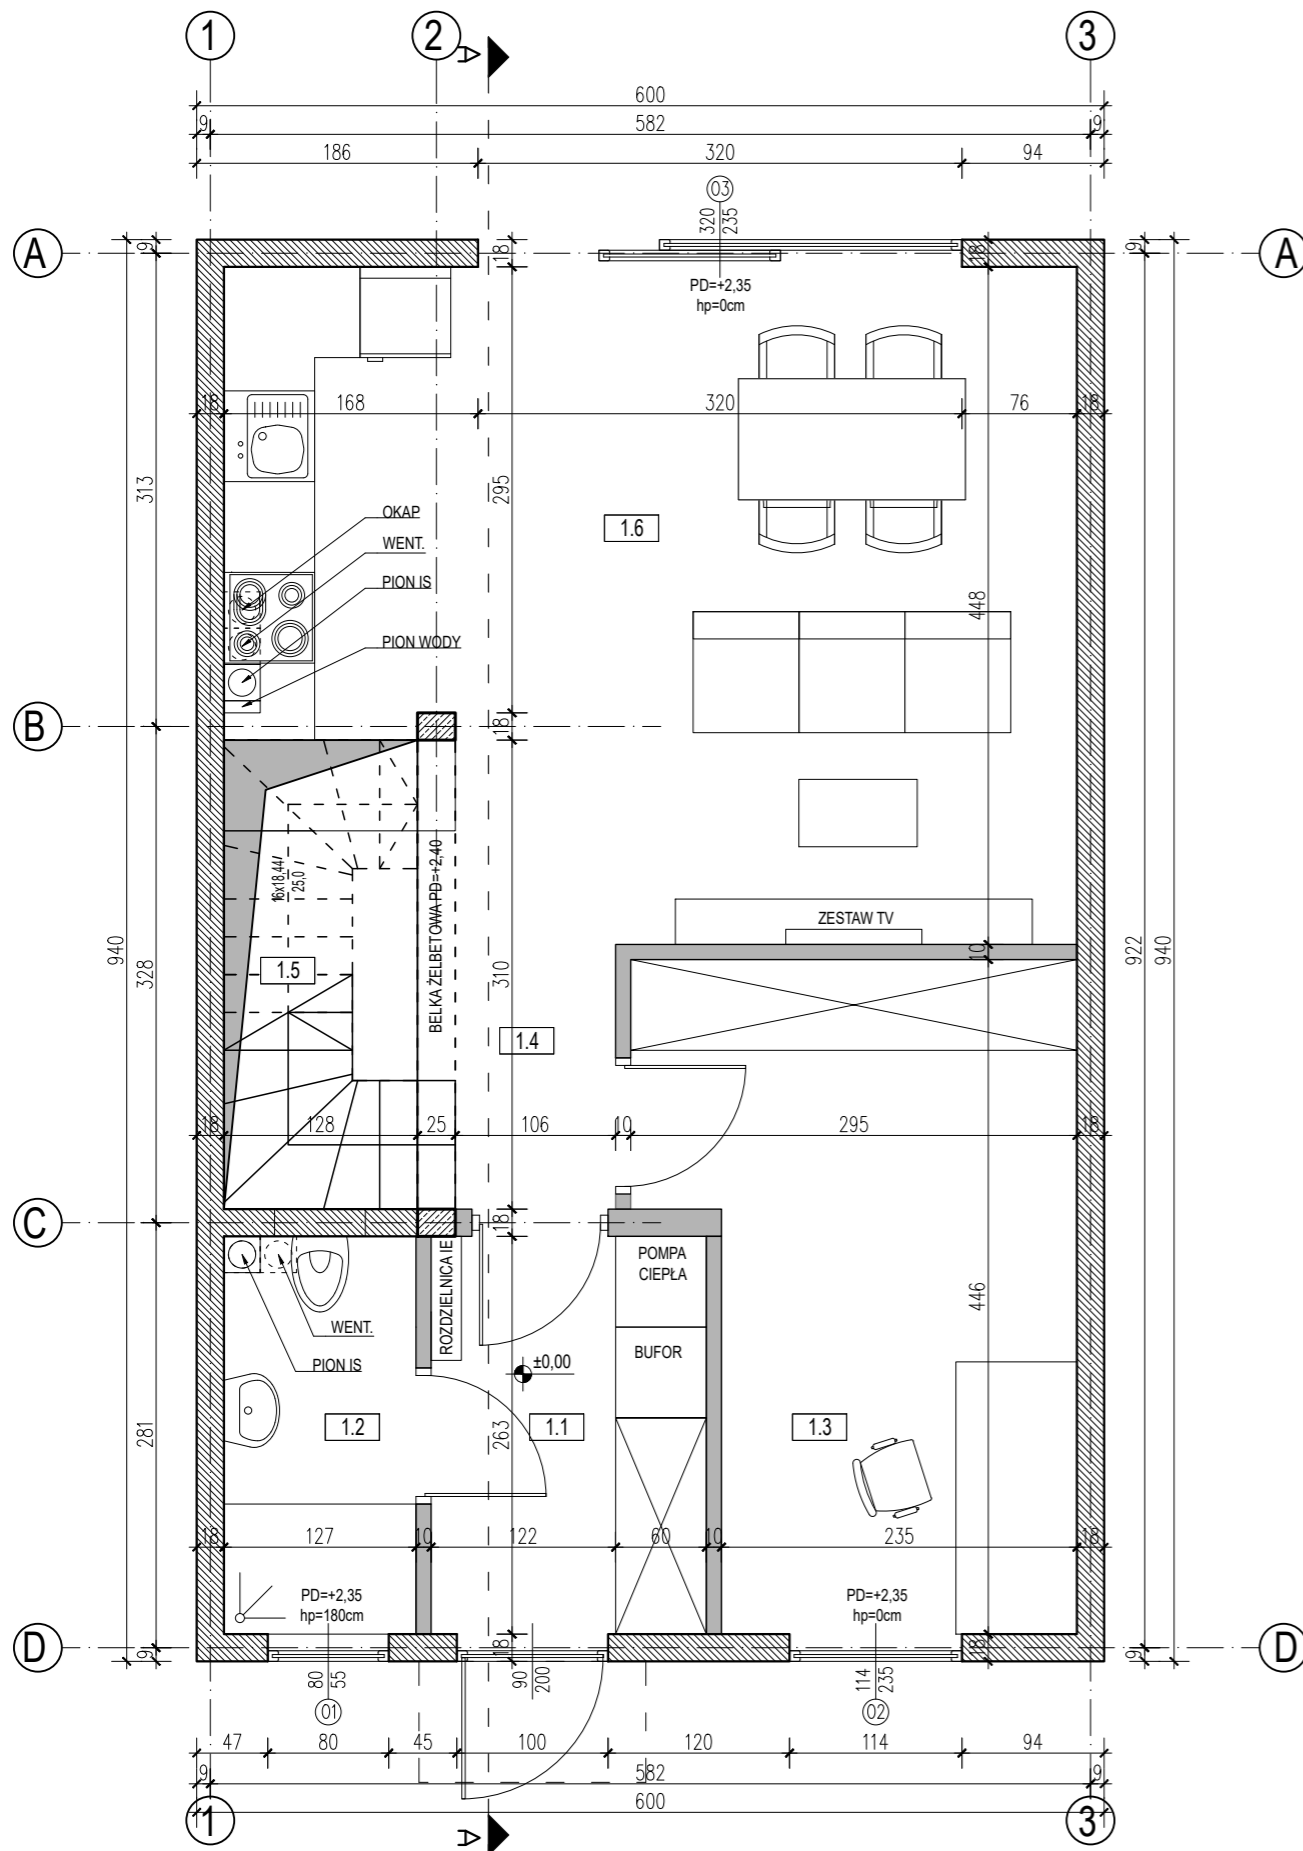 1 2 3
A
600
9 582 9
186 320 94
03
320
235
A 9 18 18 9 A
PD=+2,35
hp=0cm
18 168 320 76 18
313
295
OKAP
WENT.
PION IS
PION WODY
1.6
448
B
18
BELKA ŻELBETOWA PD=+2,40
16x18,44/
25,0
ZESTAW TV
10
940
328
1.5
310
922
940
1.4
18 128 25 106 10 295 18
C
18
ROZDZIELNICA IE
POMPA
CIEPŁA
446
WENT.
PION IS
BUFOR
±0,00
281
1.2
1.1
263
1.3
18 127 10 122 60 10 235 18
PD=+2,35
hp=180cm
PD=+2,35
hp=0cm
D 9 18 18 9 D
80
55
01
90
200
114
235
02
47 80 45 100 120 114 94
9 582 9
600
1 3
A